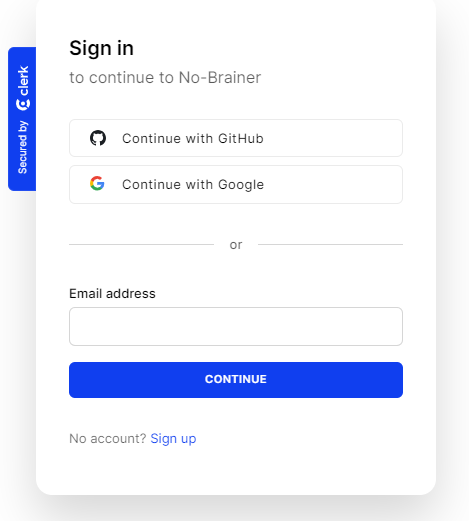 Sign in
to continue to No-Brainer
Secured by clerk
Continue with GitHub
Continue with Google
or
Email address
CONTINUE
No account? Sign up